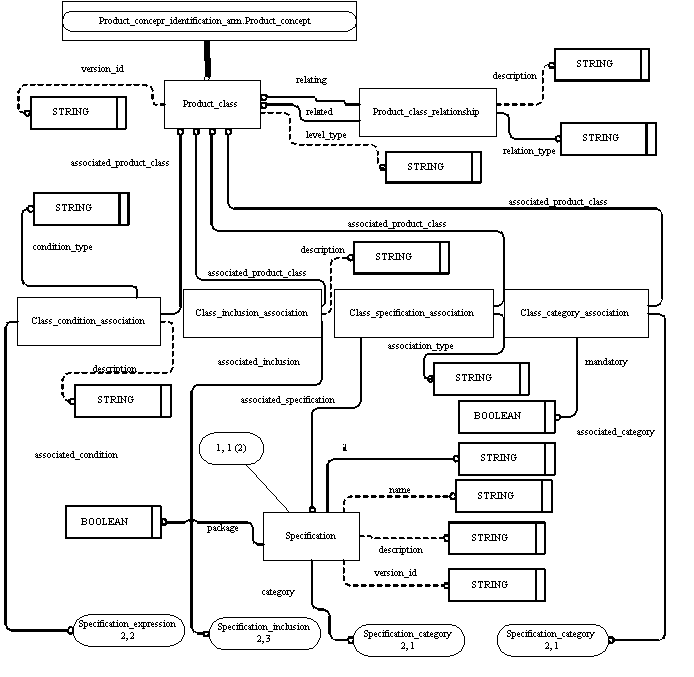 Product_concepr_identification_arm.Product_concept
version_id
STRING
Product_class
relating
related
level_type
STRING
Product_class_relationship
description
STRING
relation_type
STRING
associated_product_class
STRING
condition_type
associated_product_class
associated_product_class
associated_product_class
description
STRING
Class_condition_association
Class_inclusion_association
Class_specification_association
Class_category_association
description
STRING
associated_inclusion
association_type
STRING
mandatory
BOOLEAN
associated_specification
associated_category
associated_condition
1, 1 (2)
id
STRING
name
STRING
BOOLEAN
package
Specification
description
STRING
version_id
STRING
category
Specification_expression
2, 2
Specification_inclusion
2, 3
Specification_category
2, 1
Specification_category
2, 1